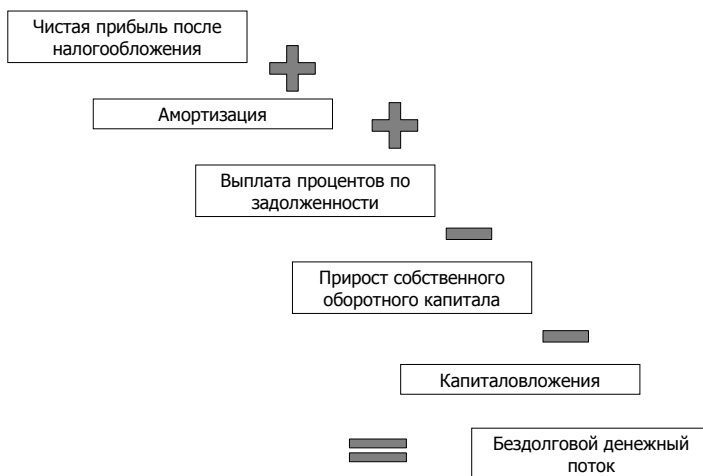 Чистая прибыль после
налогообложения
Амортизация
Выплата процентов по
задолженности
Прирост собственного
оборотного капитала
Капиталовложения
Бездолговой денежный
поток